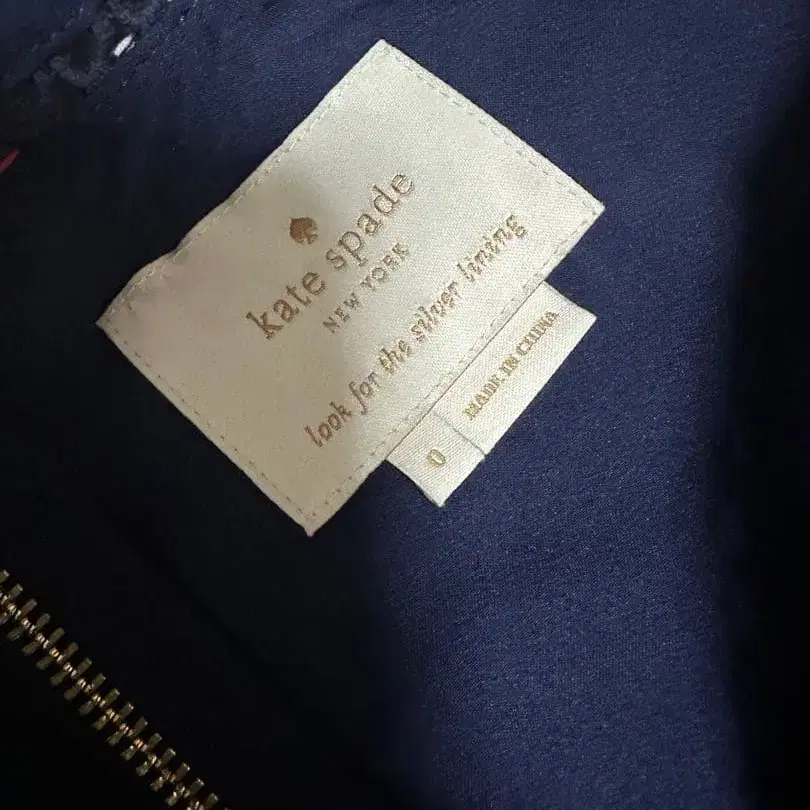 kate spade
NEW YORK
look for the silver lining
0
MADE IN CHINA